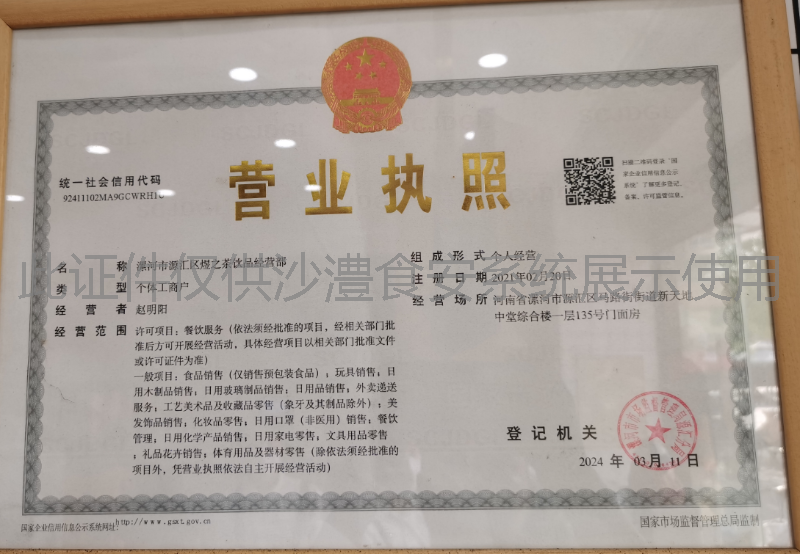 营业执照
统一社会信用代码
92411102MA9GCWRH1U
扫描二维码登录“国
家企业信用信息公示
系统”了解更多登记、
备案、许可监管信息。
名称 漯河市源汇区煜之茶饮品经营部
类型 个体工商户
经营者 赵明阳
经营范围 许可项目：餐饮服务（依法须经批准的项目，经相关部门批
准后方可开展经营活动，具体经营项目以相关部门批准文件
或许可证件为准）
一般项目：食品销售（仅销售预包装食品）；玩具销售；日
用木制品销售；日用玻璃制品销售；日用品销售；外卖递送
服务；工艺美术品及收藏品零售（象牙及其制品除外）；美
发饰品销售；化妆品零售；日用口罩（非医用）销售；餐饮
管理；日用化学产品销售；日用家电零售；文具用品零售
；礼品花卉销售；体育用品及器材零售（除依法须经批准的
项目外，凭营业执照依法自主开展经营活动）
组成形式 个人经营
注册日期 2021年02月20日
经营场所 河南省漯河市源汇区马路街街道新天地
中堂综合楼一层135号门面房
此证件仅供沙澧食安系统展示使用
登记机关
2024年03月11日
国家企业信用信息公示系统网址：http://www.gsxt.gov.cn
国家市场监督管理总局监制